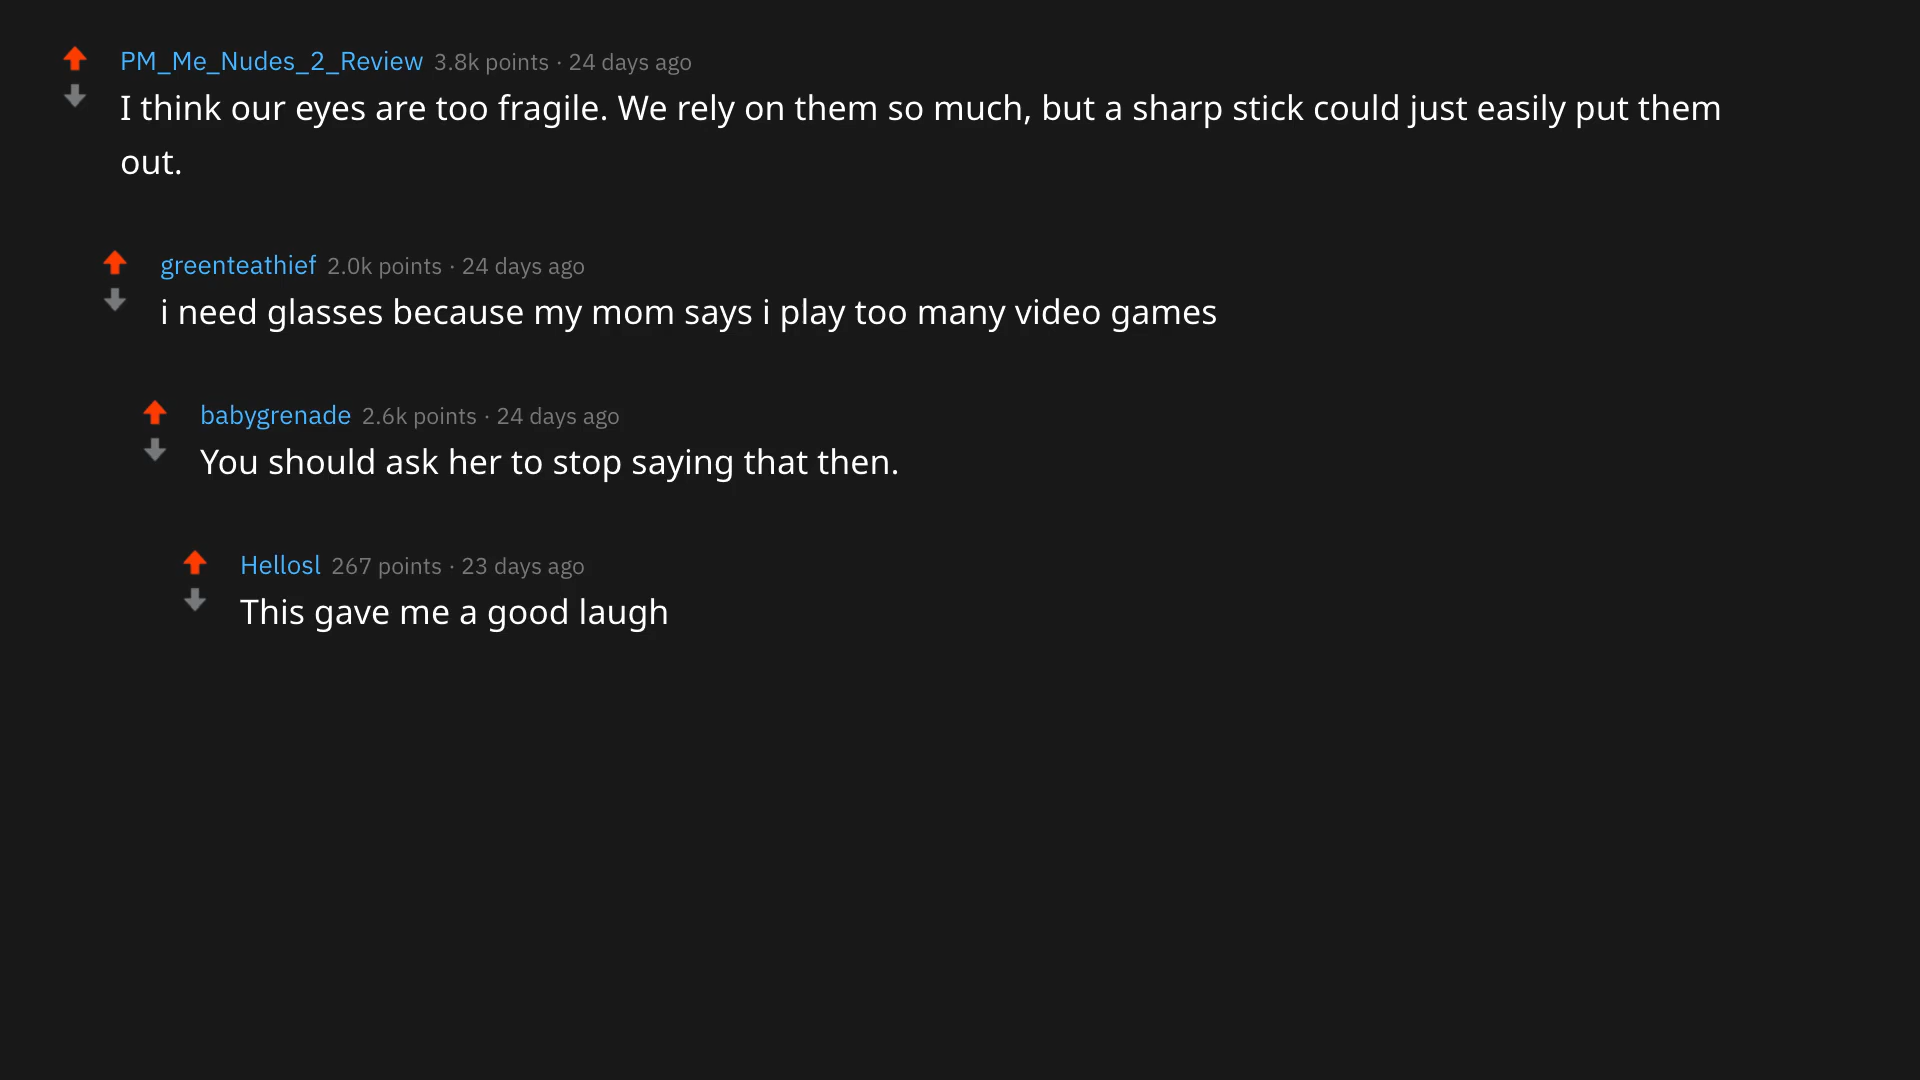 PM_Me_Nudes_2_Review 3.8k points · 24 days ago
I think our eyes are too fragile. We rely on them so much, but a sharp stick could just easily put them
out.
greenteathief 2.0k points · 24 days ago
i need glasses because my mom says i play too many video games
babygrenade 2.6k points · 24 days ago
You should ask her to stop saying that then.
Hellosl 267 points · 23 days ago
This gave me a good laugh